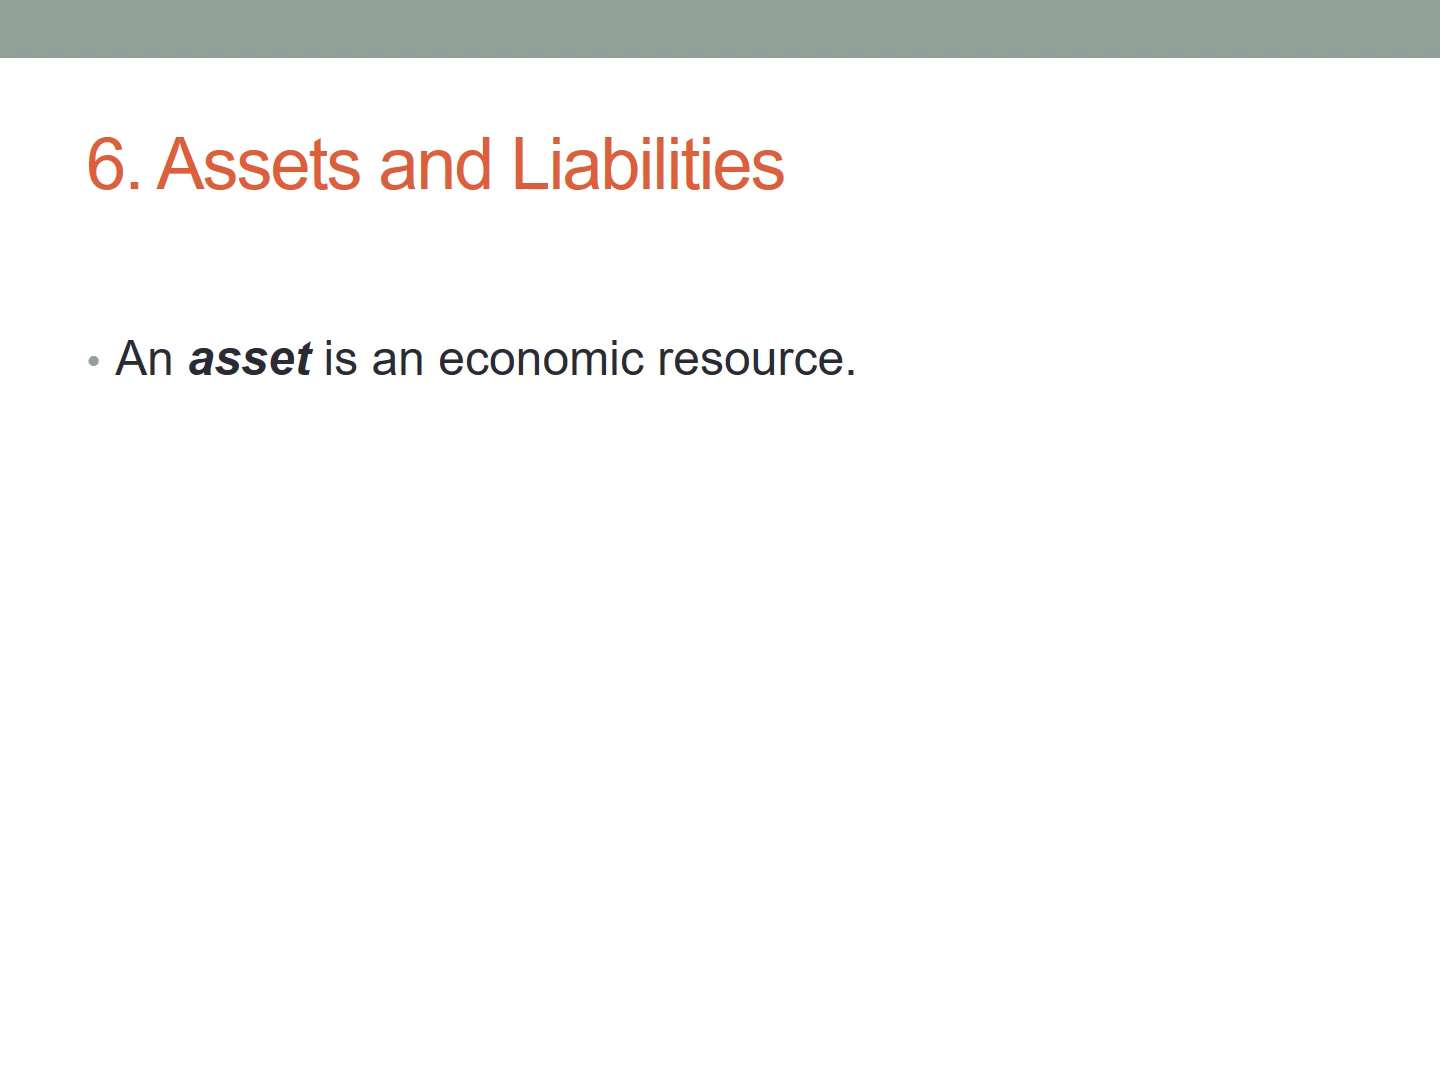 6. Assets and Liabilities
• An asset is an economic resource.